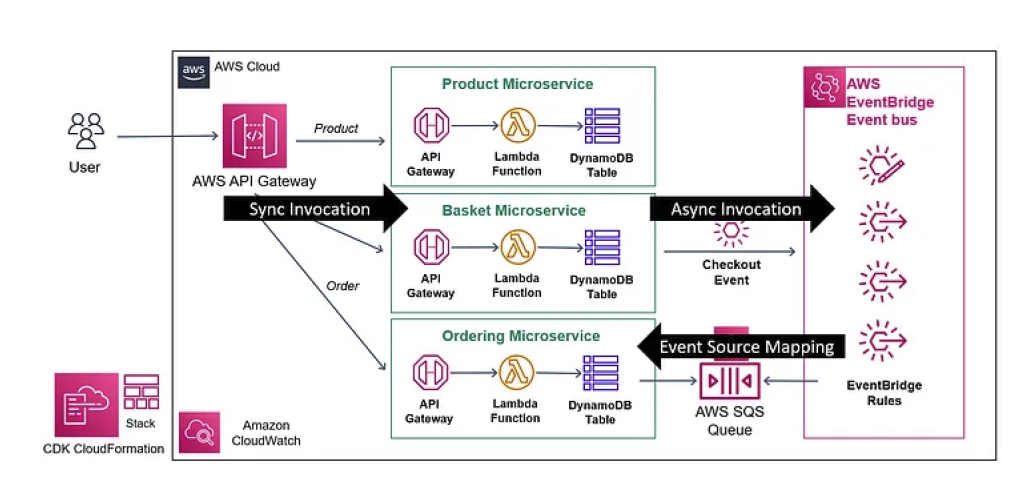 aws
AWS Cloud
User
AWS API Gateway
Product
Sync Invocation
Order
Product Microservice
API
Gateway
Lambda
Function
DynamoDB
Table
Basket Microservice
API
Gateway
Lambda
Function
DynamoDB
Table
Ordering Microservice
API
Gateway
Lambda
Function
DynamoDB
Table
Async Invocation
Checkout
Event
Event Source Mapping
AWS SQS
Queue
AWS
EventBridge
Event bus
EventBridge
Rules
Stack
CDK CloudFormation
Amazon
CloudWatch